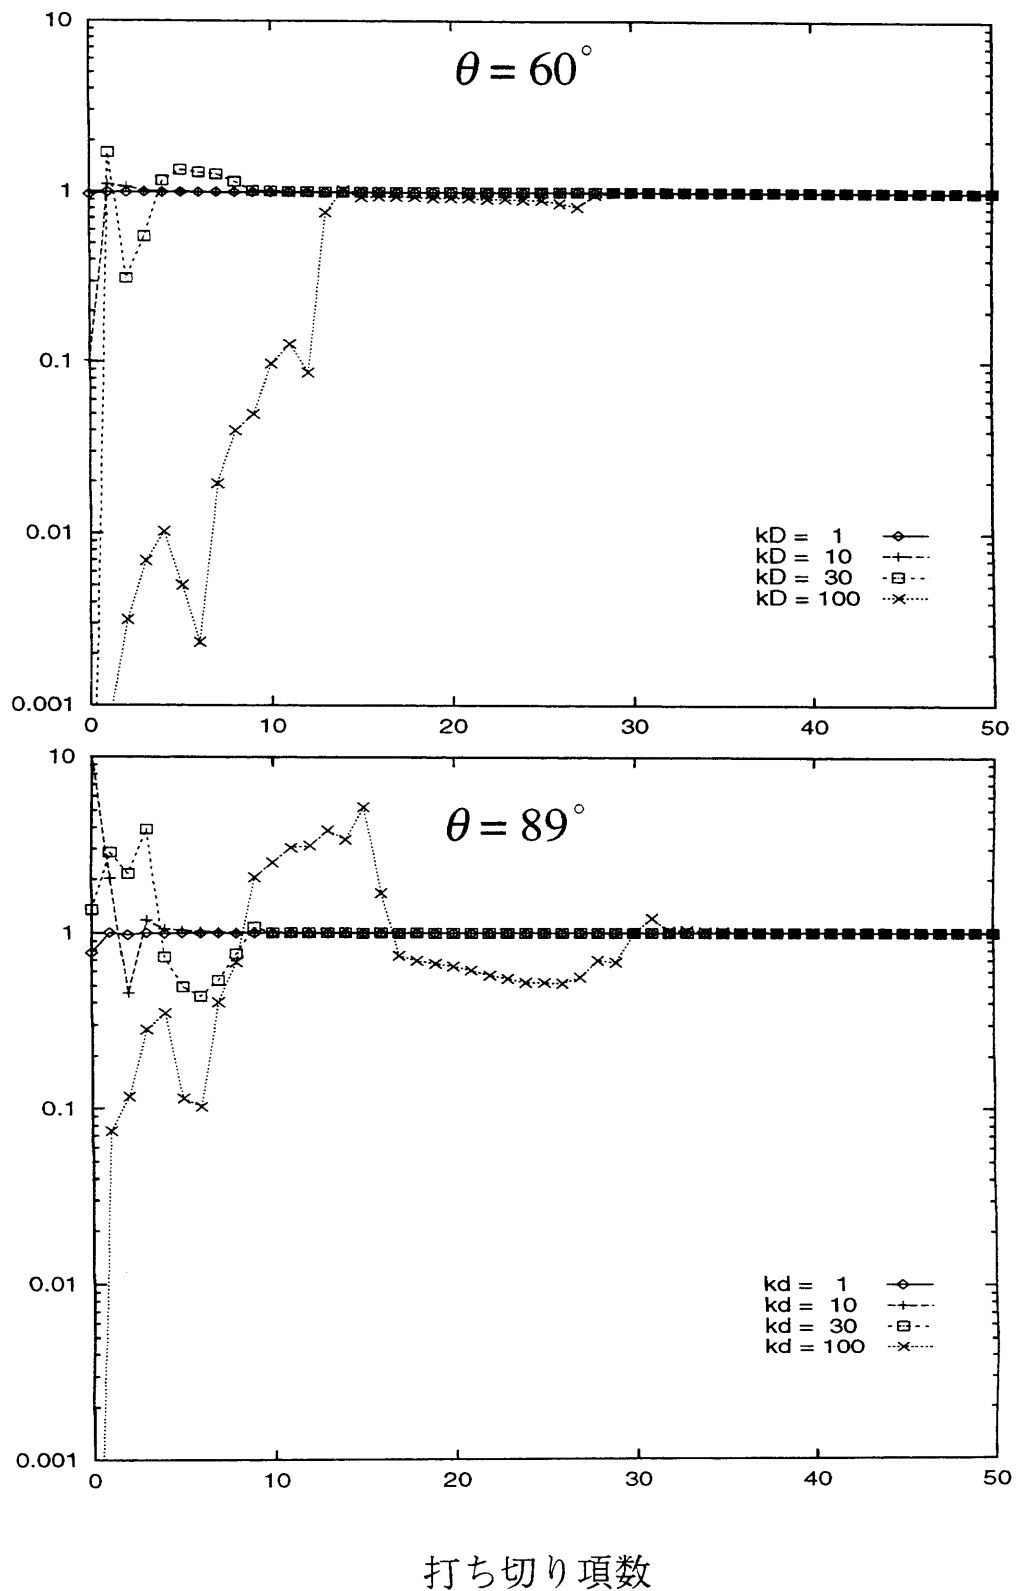 10
θ = 60°
1
0.1
0.01
kD = 1
kD = 10
kD = 30
kD = 100
0.001
0 10 20 30 40 50
10
θ = 89°
1
0.1
0.01
kd = 1
kd = 10
kd = 30
kd = 100
0.001
0 10 20 30 40 50
打ち切り項数